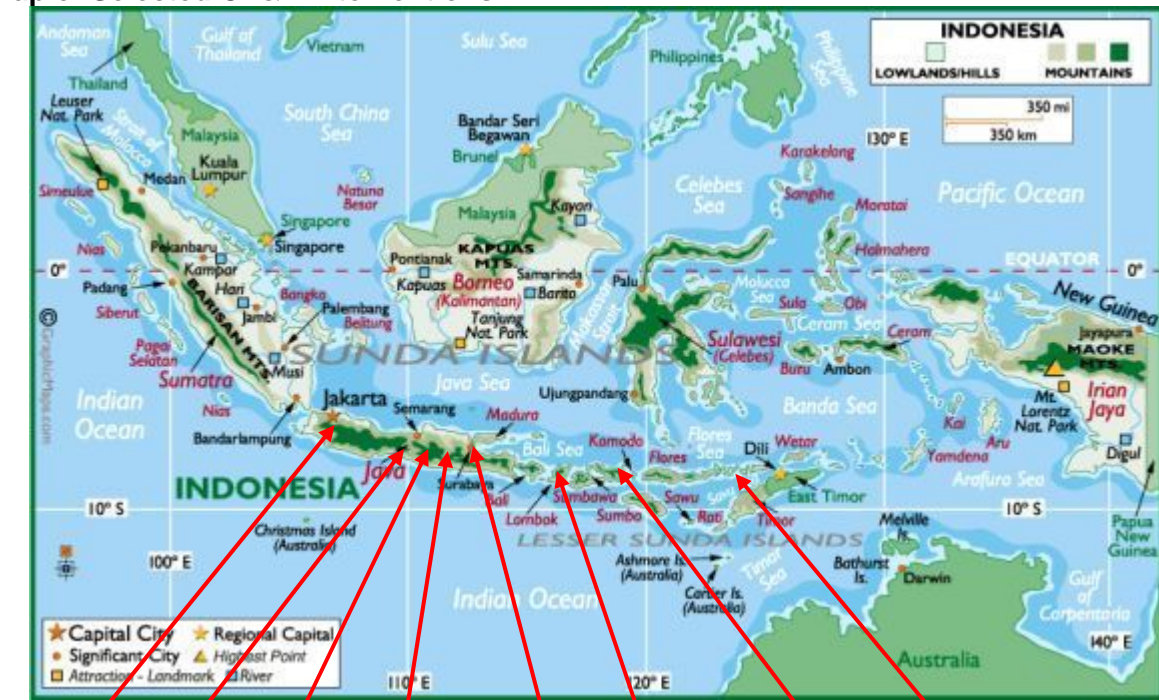 Andaman
Sea
Gulf of
Thailand
Vietnam
Sulu Sea
Philippines
Philippine
Sea
INDONESIA
LOWLANDS/HILLS
MOUNTAINS
350 mi
350 km
Thailand
Leuser
Nat. Park
Strait of
Malacca
South China
Sea
Malaysia
Kuala
Lumpur
Bandar Seri
Begawan
Brunei
130° E
Karakelong
Celebes
Sea
Sangihe
Morotai
Pacific Ocean
Simeulue
Medan
Natuna
Besar
Malaysia
Kayan
Singapore
Singapore
Nias
Pekanbaru
Kampar
Pontianak
KAPUAS
MTS.
Halmahera
EQUATOR
0°
0°
Padang
Hari
Jambi
Bangka
Kapuas
Borneo
(Kalimantan)
Samarinda
Barito
Palu
Molucca
Sea
Sula
Obi
New Guinea
Siberut
BARISAN MTS.
Palembang
Belitung
Tanjung
Nat. Park
Makassar
Strait
Ceram Sea
Ceram
Jayapura
MAOKE
MTS.
© GraphicMaps.com
Pagai
Selatan
Sumatra
Musi
SUNDA ISLANDS
Sulawesi
(Celebes)
Buru
Ambon
Irian
Jaya
Indian
Ocean
Nias
Jakarta
Java Sea
Semarang
Madura
Ujungpandang
Banda Sea
Mt.
Lorentz
Nat. Park
Bandarlampung
Java
Surabaya
Bali Sea
Komodo
Flores
Flores
Sea
Dili
Wetar
Kai
Aru
Yamdena
Digul
INDONESIA
Bali
Lombok
Sumbawa
Sumba
Sawu
Roti
Timor
East Timor
Arafura Sea
10° S
10° S
Christmas Island
(Australia)
LESSER SUNDA ISLANDS
Melville
Is.
Papua
New
Guinea
100° E
Ashmore Is.
(Australia)
Timor
Sea
Bathurst
Is.
Darwin
Indian Ocean
Cartier Is.
(Australia)
Gulf
of
Carpentaria
Capital City
Regional Capital
Significant City
Highest Point
Attraction - Landmark
River
110° E
120° E
Australia
140° E